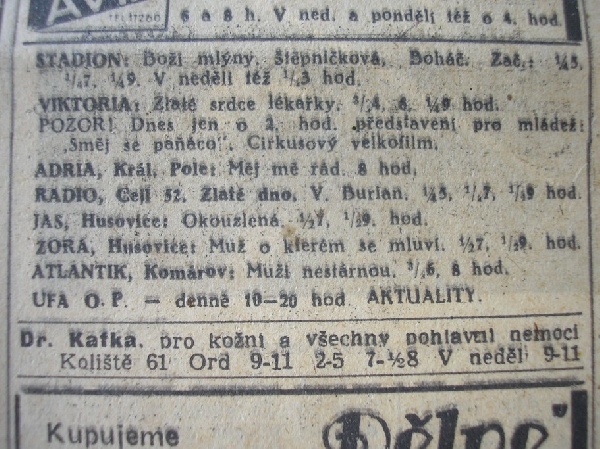 6 a 8 h. V ned. a pondělí též o 4. hod.
STADION: Boží mlýny, Štěpničková, Boháč. Zač.: ½5,
½7, ½9. V neděli též ½3 hod.
VIKTORIA: Zlaté srdce lékařky. ¾4, 6, ½9 hod.
POZOR! Dnes jen o 2. hod. představení pro mládež:
„Směj se paňáco“. Cirkusový velkofilm.
ADRIA, Král. Pole: Měj mě rád. 8 hod.
RADIO, Cejl 52, Zlaté dno, V. Burian, ½5, ½7, ½9 hod.
JAS, Husovice: Okouzlená. ½7, ½9. hod.
ZORA, Husovice: Muž o kterém se mluví. ½7, ½9. hod.
ATLANTIK, Komárov: Muži nestárnou. ¾6, 8 hod.
UFA O. P. — denně 10—20 hod. AKTUALITY.
Dr. Kafka, pro kožní a všechny pohlavní nemoci
Koliště 61 Ord 9-11 2-5 7-½8 V neděli 9-11
Kupujeme